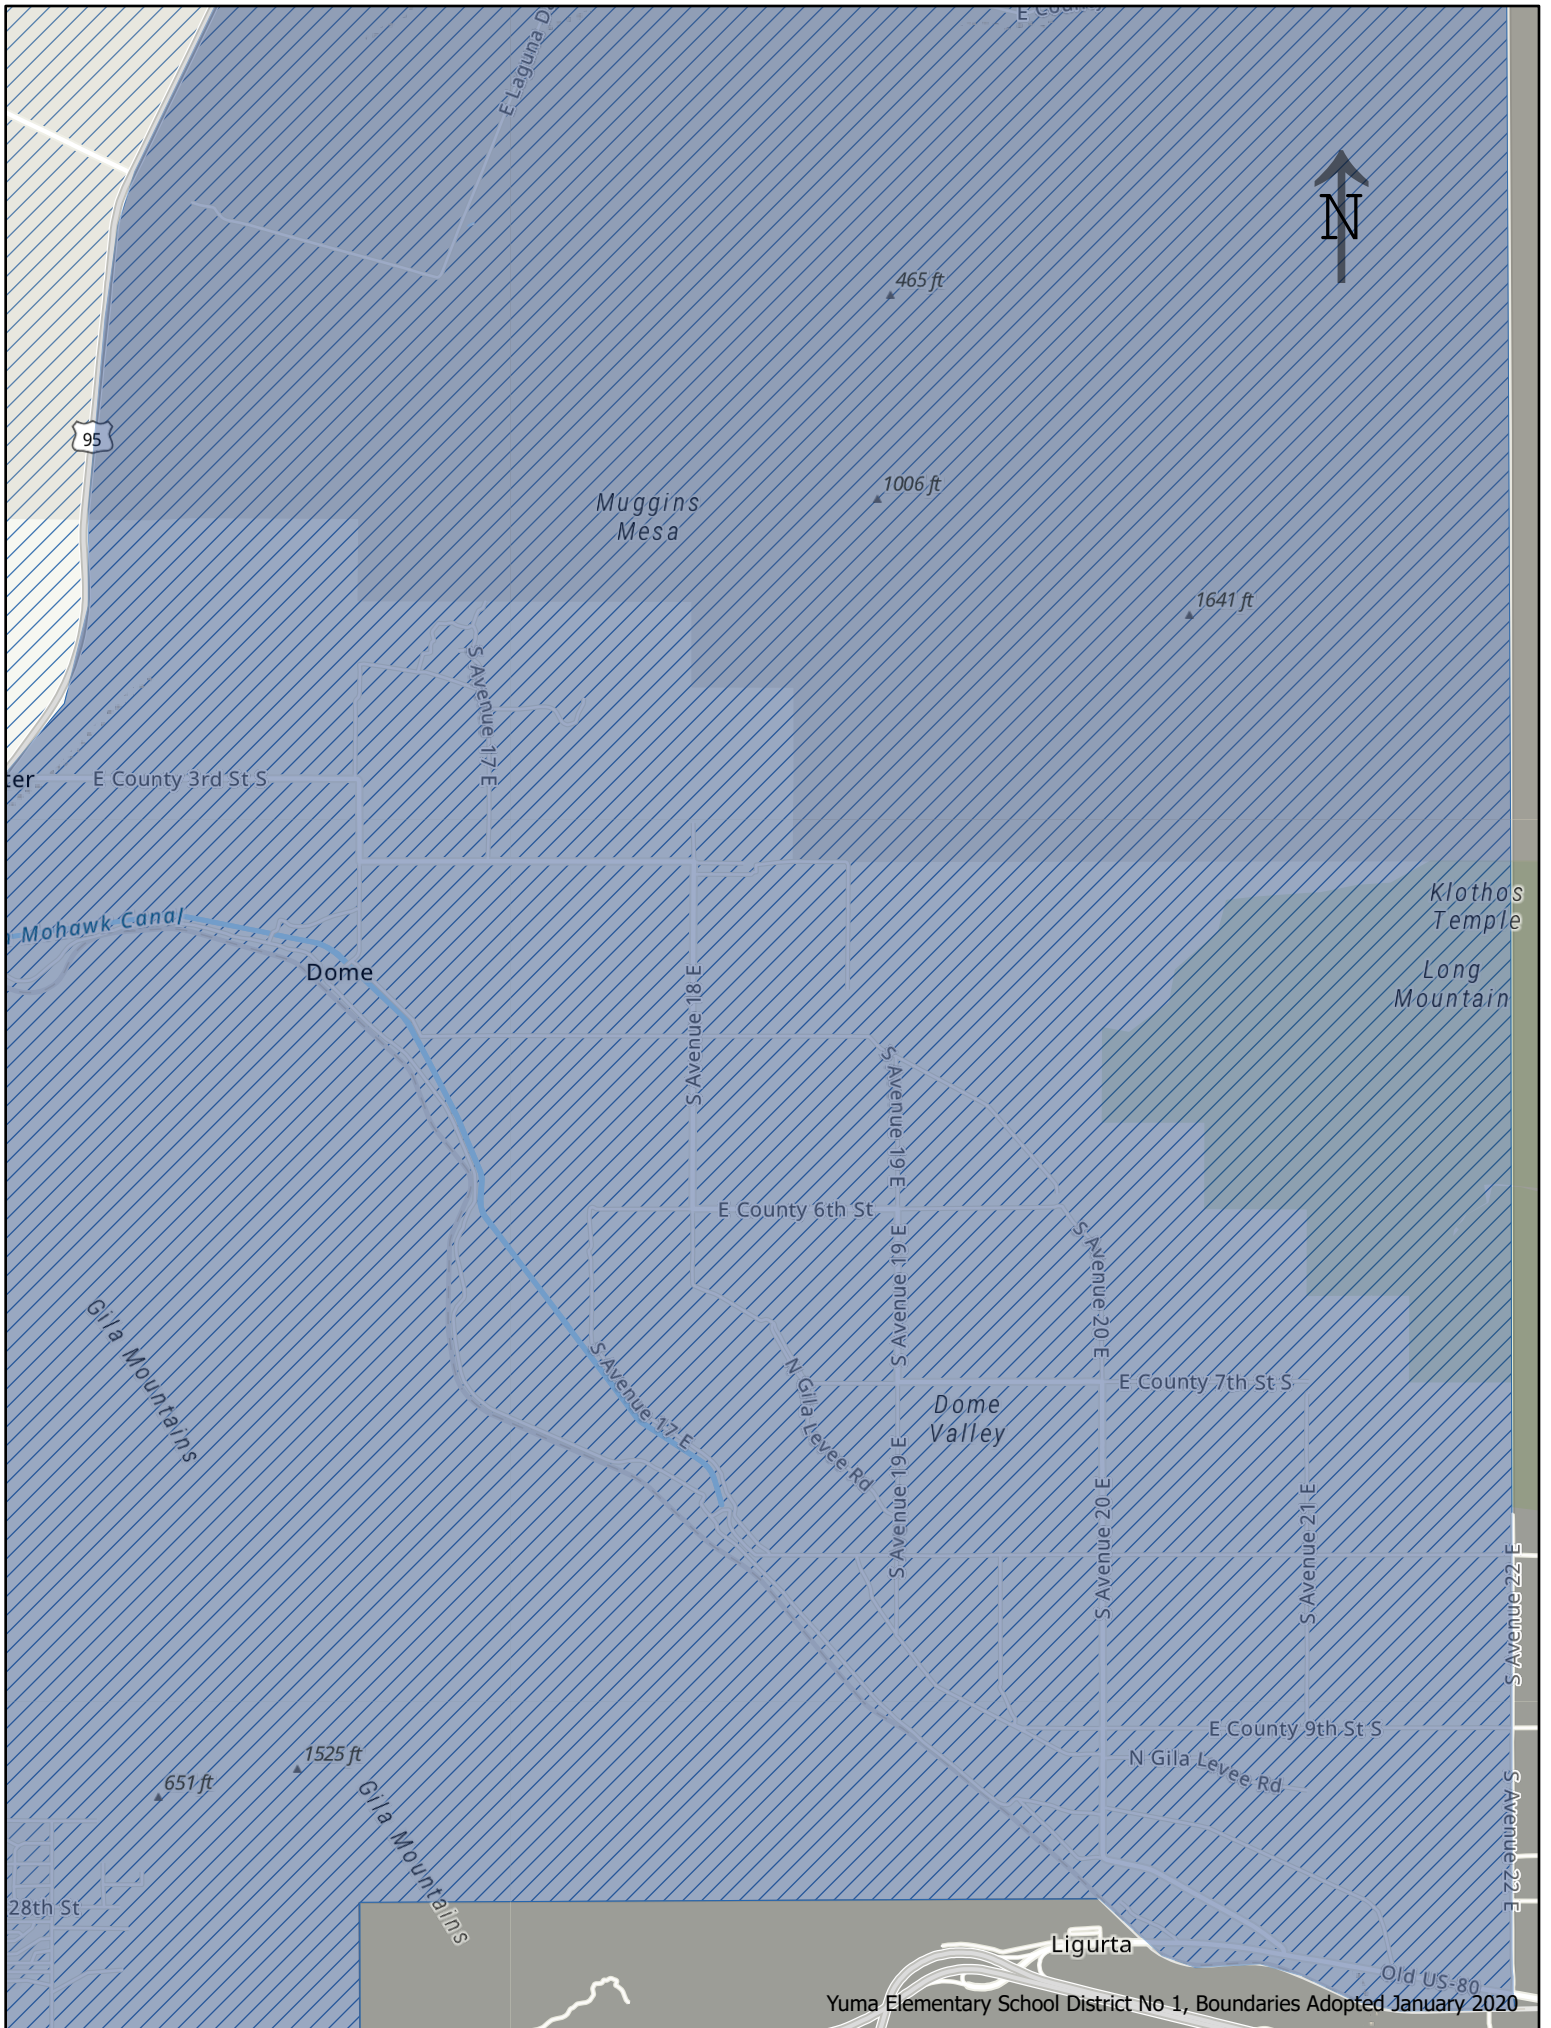 E Laguna
E County
N
465 ft
95
1006 ft
Muggins
Mesa
1641 ft
S Avenue 17 E
ter
E County 3rd St S
Klothos
Temple
Mohawk Canal
Long
Mountain
Dome
S Avenue 18 E
S Avenue 19 E
E County 6th St
S Avenue 19 E
S Avenue 20 E
Gila Mountains
S Avenue 17 E
N Gila Levee Rd
E County 7th St S
Dome
Valley
S Avenue 19 E
S Avenue 20 E
S Avenue 21 E
S Avenue 22 E
E County 9th St S
N Gila Levee Rd
1525 ft
651 ft
Gila Mountains
S Avenue 22 E
28th St
Ligurta
Old US-80
Yuma Elementary School District No 1, Boundaries Adopted January 2020